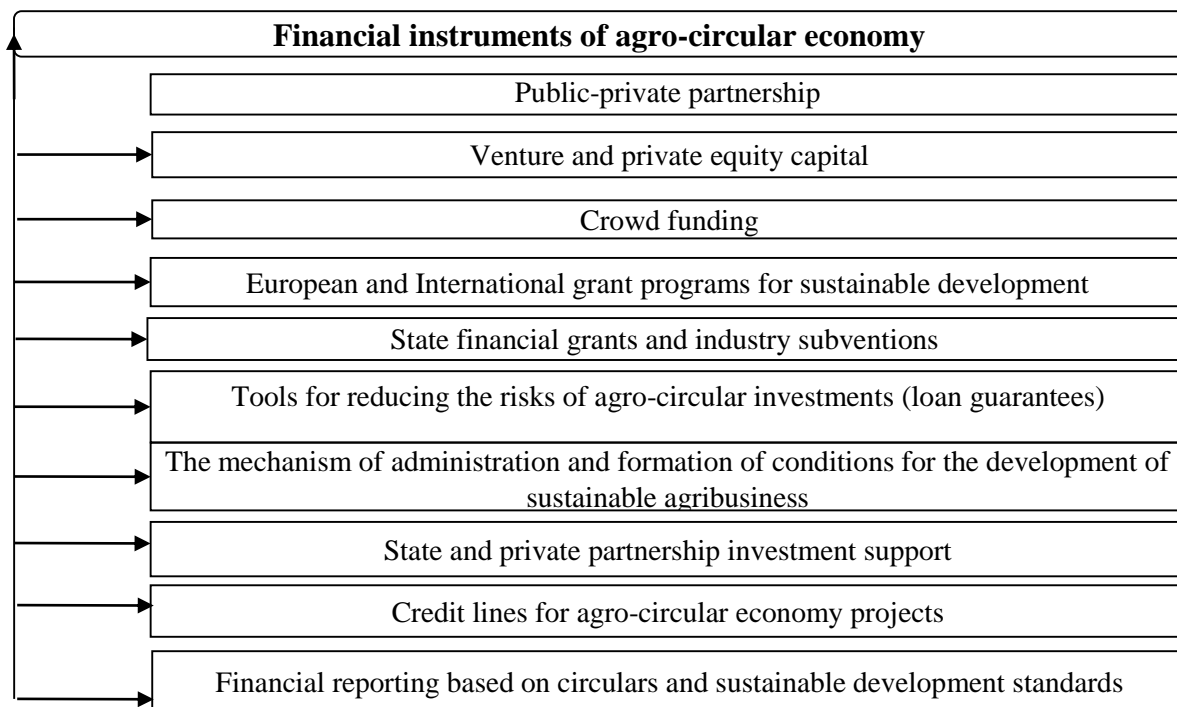 Financial instruments of agro-circular economy
Public-private partnership
Venture and private equity capital
Crowd funding
European and International grant programs for sustainable development
State financial grants and industry subventions
Tools for reducing the risks of agro-circular investments (loan guarantees)
The mechanism of administration and formation of conditions for the development of
sustainable agribusiness
State and private partnership investment support
Credit lines for agro-circular economy projects
Financial reporting based on circulars and sustainable development standards